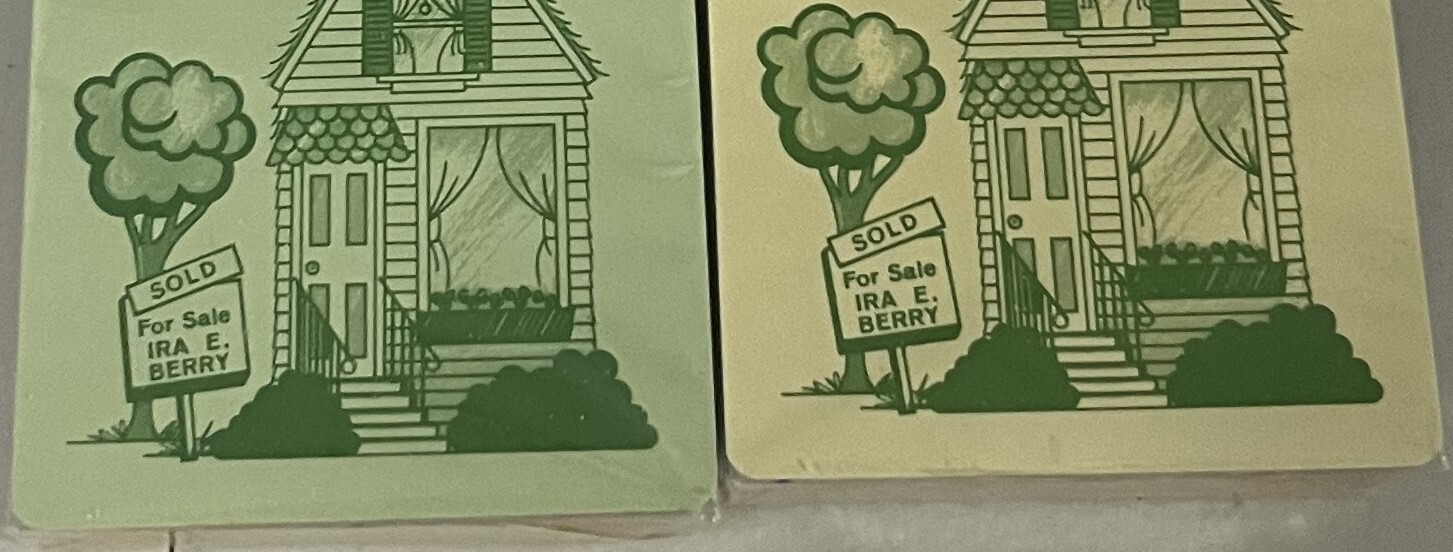 SOLD
For Sale
IRA E.
BERRY
SOLD
For Sale
IRA E.
BERRY